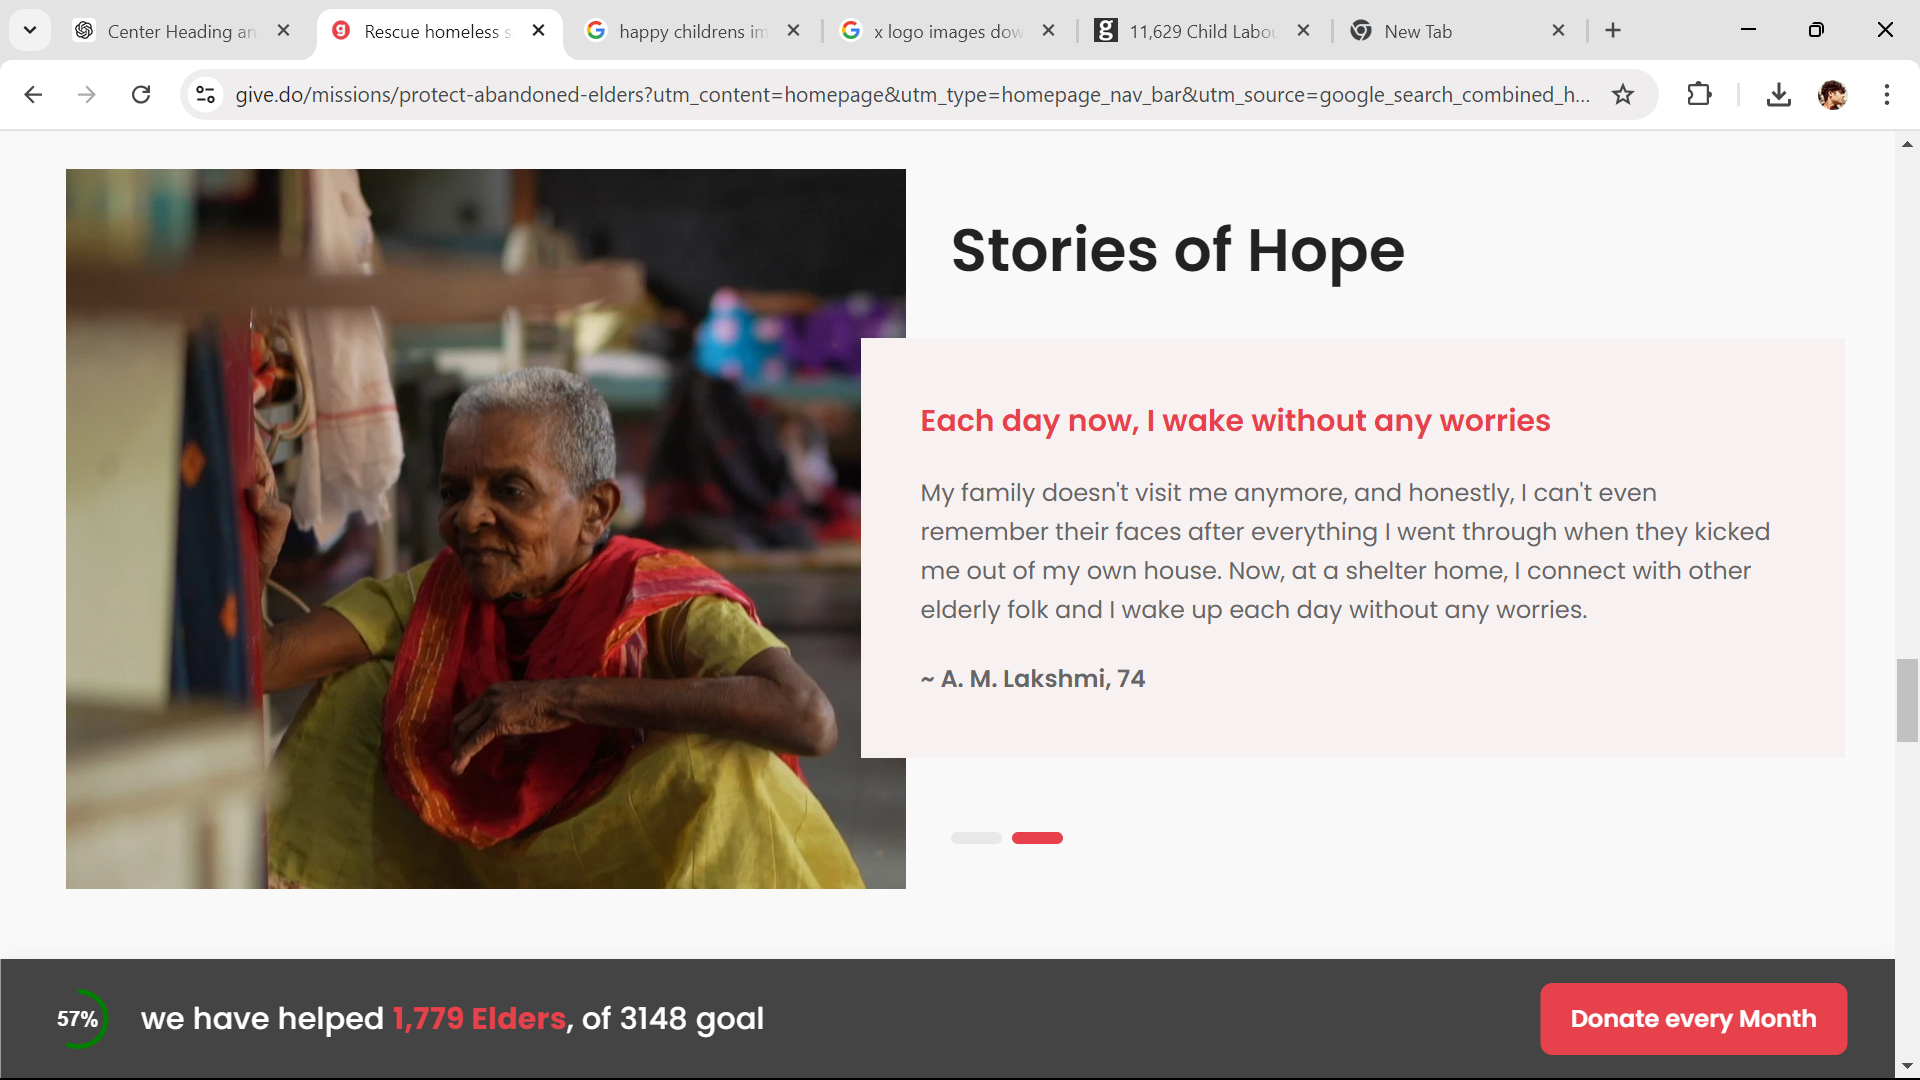 Center Heading an
Rescue homeless s
happy childrens im
x logo images dow
11,629 Child Labou
New Tab
give.do/missions/protect-abandoned-elders?utm_content=homepage&utm_type=homepage_nav_bar&utm_source=google_search_combined_h...
Stories of Hope
Each day now, I wake without any worries
My family doesn't visit me anymore, and honestly, I can't even
remember their faces after everything I went through when they kicked
me out of my own house. Now, at a shelter home, I connect with other
elderly folk and I wake up each day without any worries.
~ A. M. Lakshmi, 74
57%
we have helped 1,779 Elders, of 3148 goal
Donate every Month